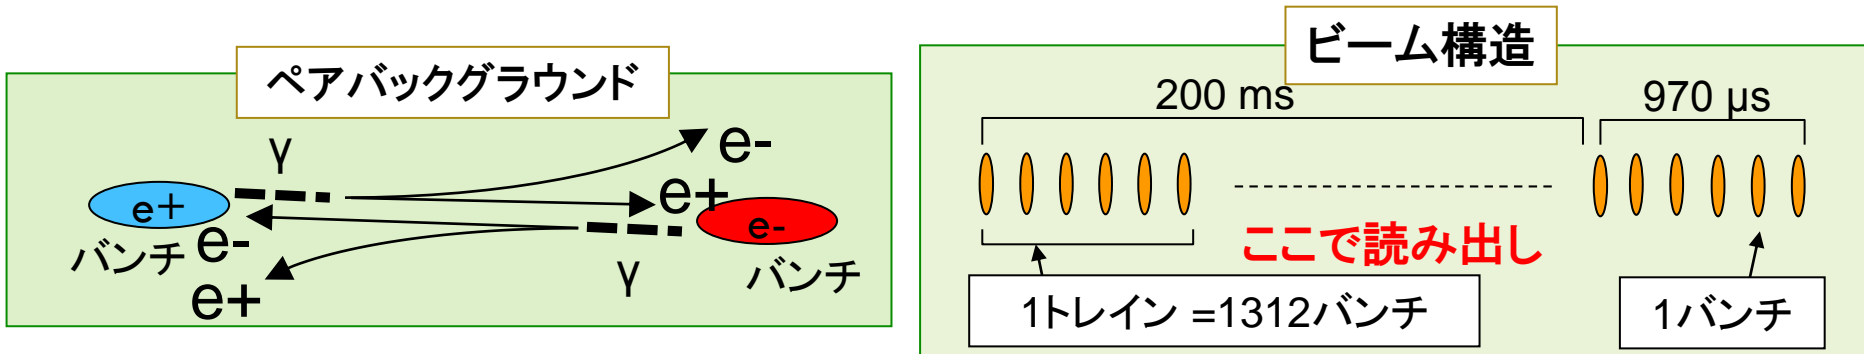 ペアバックグラウンド
γ
e-
e+
e+
e-
バンチ
e-
バンチ
γ
e+
ビーム構造
200 ms
970 μs
ここで読み出し
1トレイン =1312バンチ
1バンチ